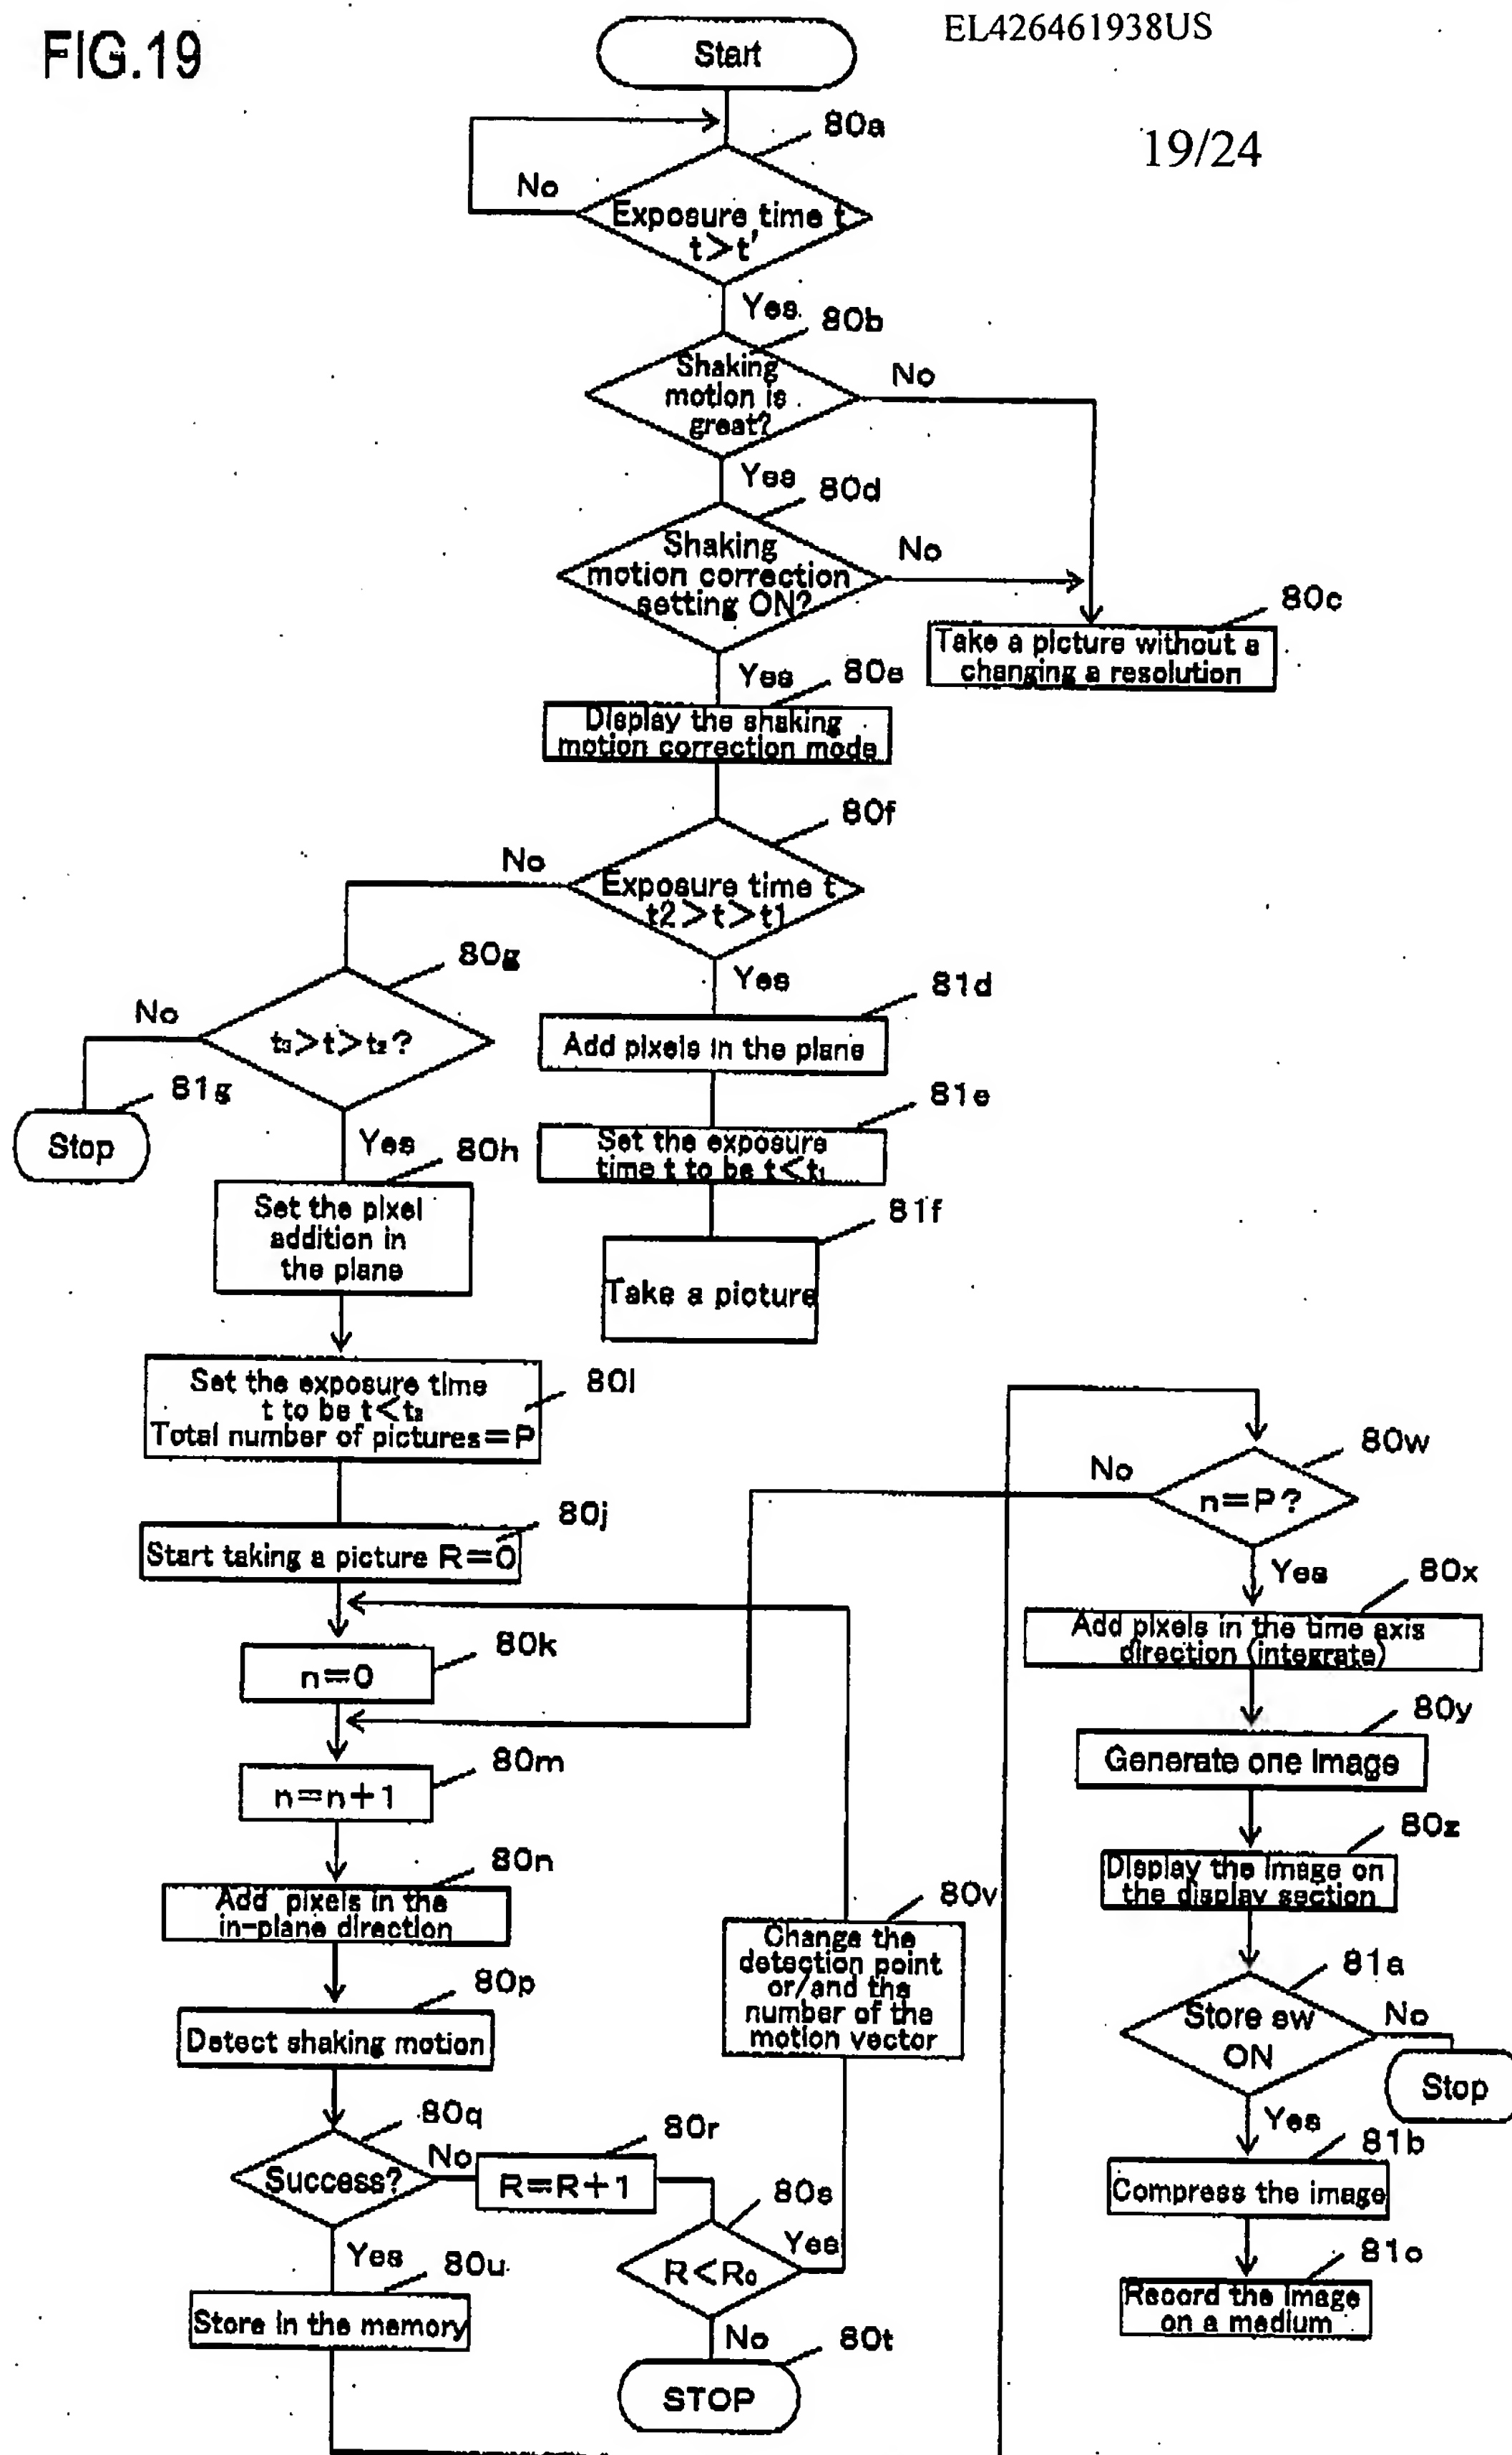 FIG.19
EL426461938US
19/24
Start
80a
No
Exposure time t
t>t'
Yes
80b
Shaking
motion is
great?
No
Yes
80d
Shaking
motion correction
setting ON?
No
80c
Take a picture without a
changing a resolution
Yes
80e
Display the shaking
motion correction mode
80f
No
Exposure time t
t2>t>t1
Yes
80g
No
t₃>t>t₂?
81g
Stop
Yes
81d
Add pixels in the plane
81e
Set the exposure
time t to be t<t₁
81f
Take a picture
80h
Set the pixel
addition in
the plane
80i
Set the exposure time
t to be t<t₂
Total number of pictures=P
80j
Start taking a picture R=0
80k
n=0
80m
n=n+1
80n
Add pixels in the
in-plane direction
80p
Detect shaking motion
80q
Success?
No
80r
R=R+1
80s
R<R₀
Yes
80v
Change the
detection point
or/and the
number of the
motion vector
No
80t
STOP
Yes
80u
Store in the memory
80w
No
n=P?
Yes
80x
Add pixels in the time axis
direction (integrate)
80y
Generate one image
80z
Display the image on
the display section
81a
Store sw
ON
No
Stop
Yes
81b
Compress the image
81c
Record the image
on a medium